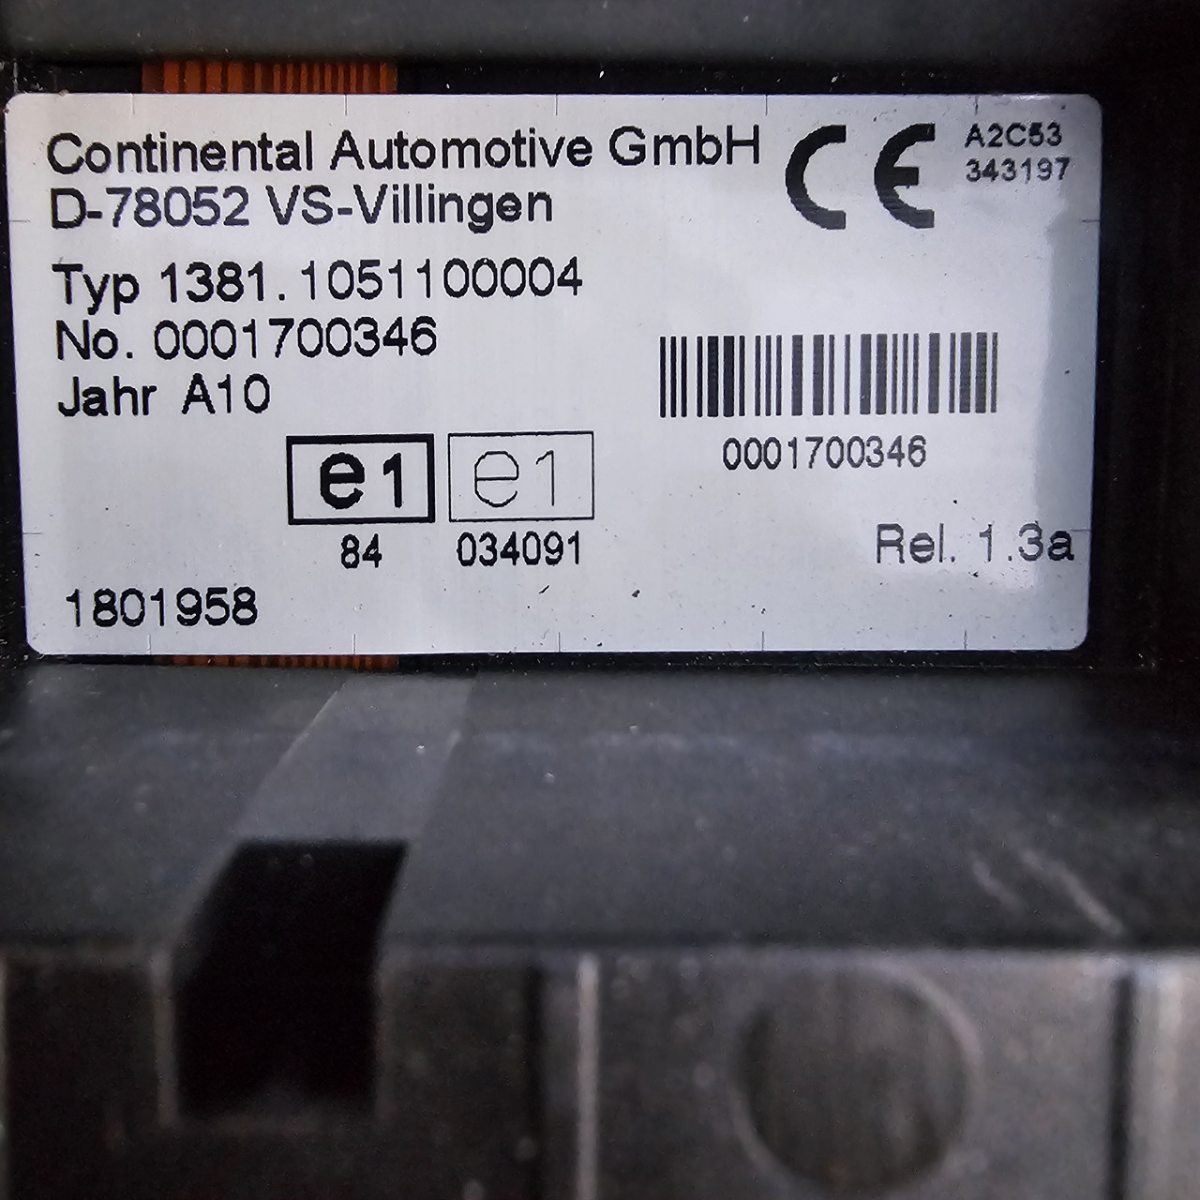 Continental Automotive GmbH
D-78052 VS-Villingen
CE
A2C53
343197
Typ 1381.1051100004
No. 0001700346
Jahr A10
0001700346
e1
84
e1
034091
Rel. 1.3a
1801958